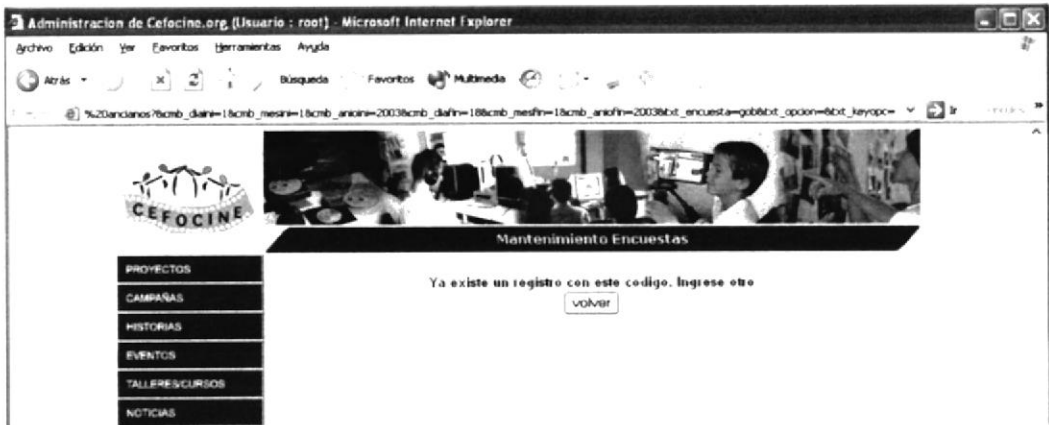 Administracion de Cefocine.org (Usuario : root) - Microsoft Internet Explorer
Archivo Edición Ver Favoritos Herramientas Ayuda
Atrás Búsqueda Favoritos Multimedia
%20ancianos?&cmb_diaini=1&cmb_mesini=1&cmb_anioini=2003&cmb_diafin=18&cmb_mesfin=1&cmb_aniofin=2003&txt_encuesta=gob&txt_opcion=&txt_keyopc= Ir
CEFOCINE
Mantenimiento Encuestas
PROYECTOS
CAMPAÑAS
HISTORIAS
EVENTOS
TALLERES/CURSOS
NOTICIAS
Ya existe un registro con este codigo. Ingrese otro
volver